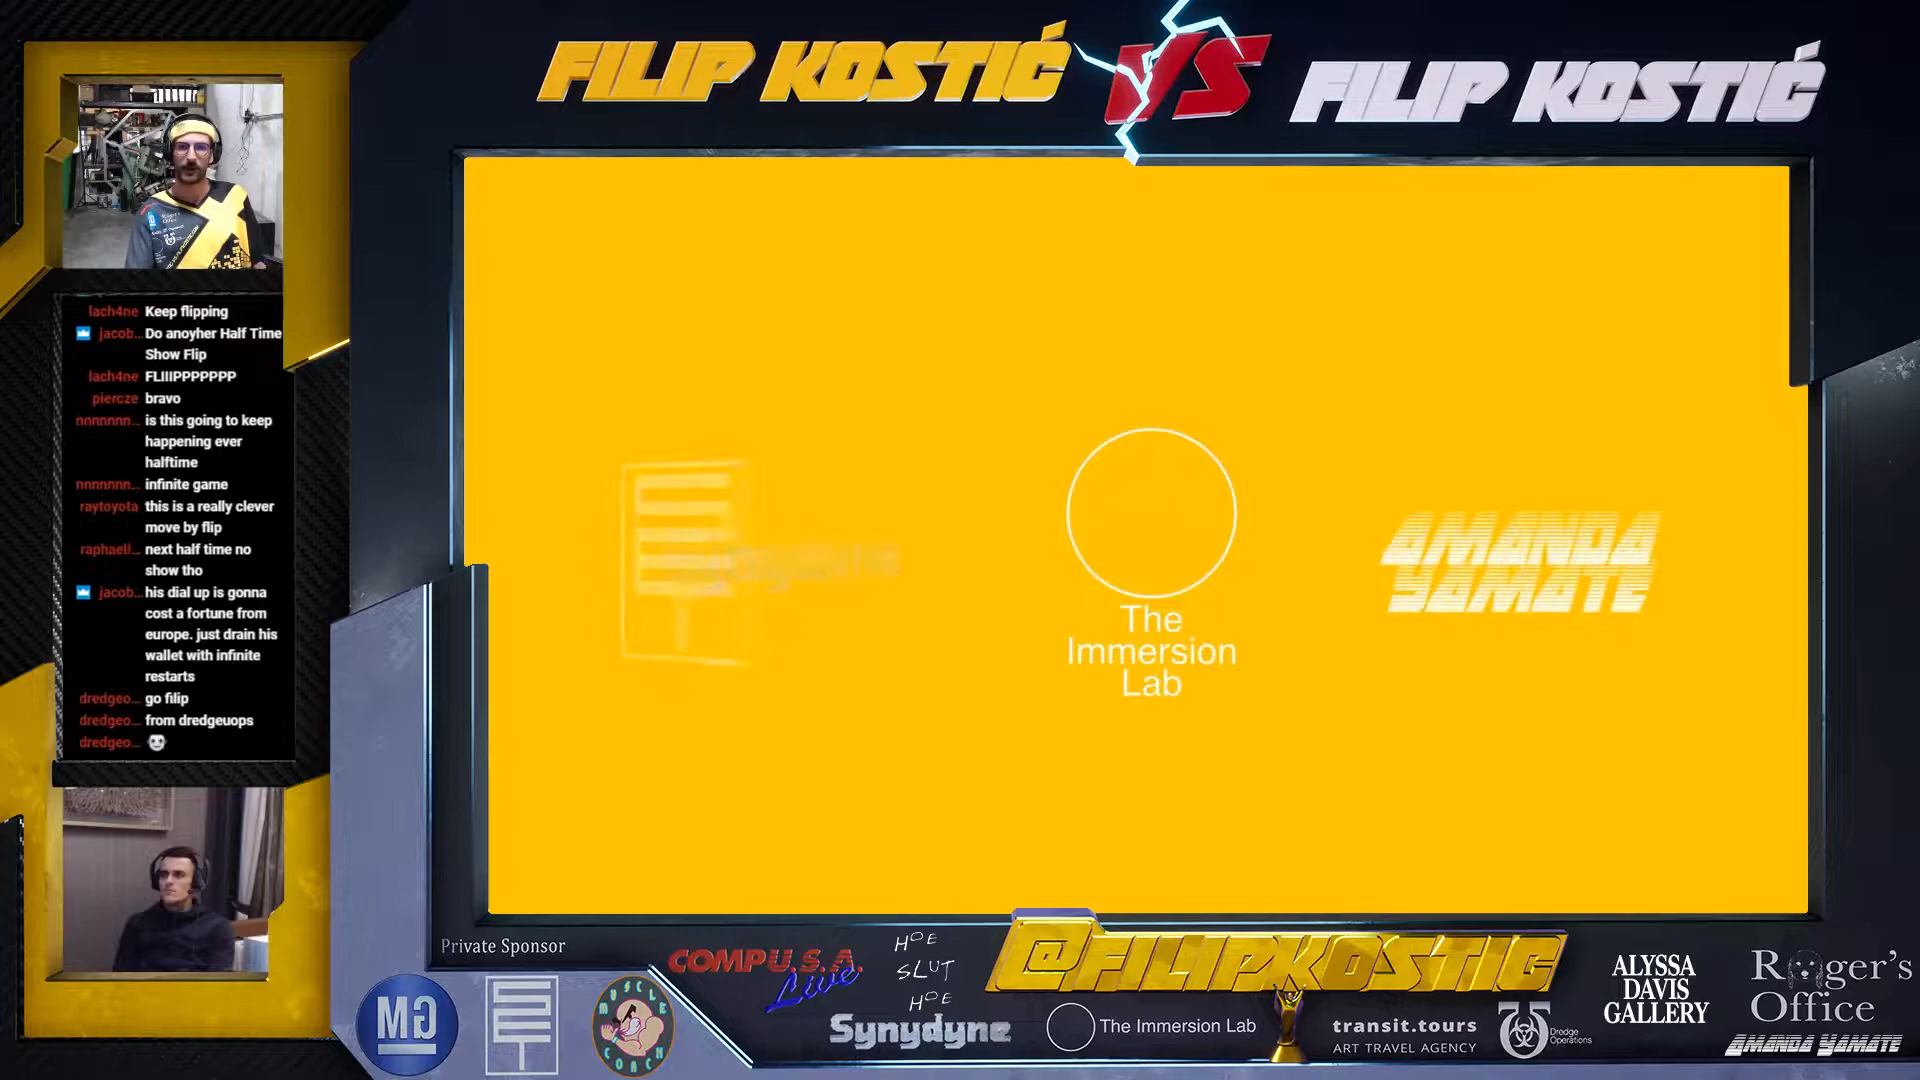 FILIP KOSTIĆ VS FILIP KOSTIĆ
lach4ne Keep flipping
jacob... Do anoyher Half Time
Show Flip
lach4ne FLIIIPPPPPPP
piercze bravo
nnnnnnn... is this going to keep
happening ever
halftime
nnnnnnn... infinite game
raytoyota this is a really clever
move by flip
raphaell... next half time no
show tho
jacob... his dial up is gonna
cost a fortune from
europe. just drain his
wallet with infinite
restarts
dredgeo... go filip
dredgeo... from dredgeuops
dredgeo...
The
Immersion
Lab
AMANDA
YAMATE
Private Sponsor
MG
SET
MUSCLE
COACH
COMPU.S.A.
Live
HOE
SLUT
HOE
Synydyne
@FILIPKOSTIC
The Immersion Lab
transit.tours
ART TRAVEL AGENCY
Dredge
Operations
ALYSSA
DAVIS
GALLERY
Roger's
Office
AMANDA YAMATE